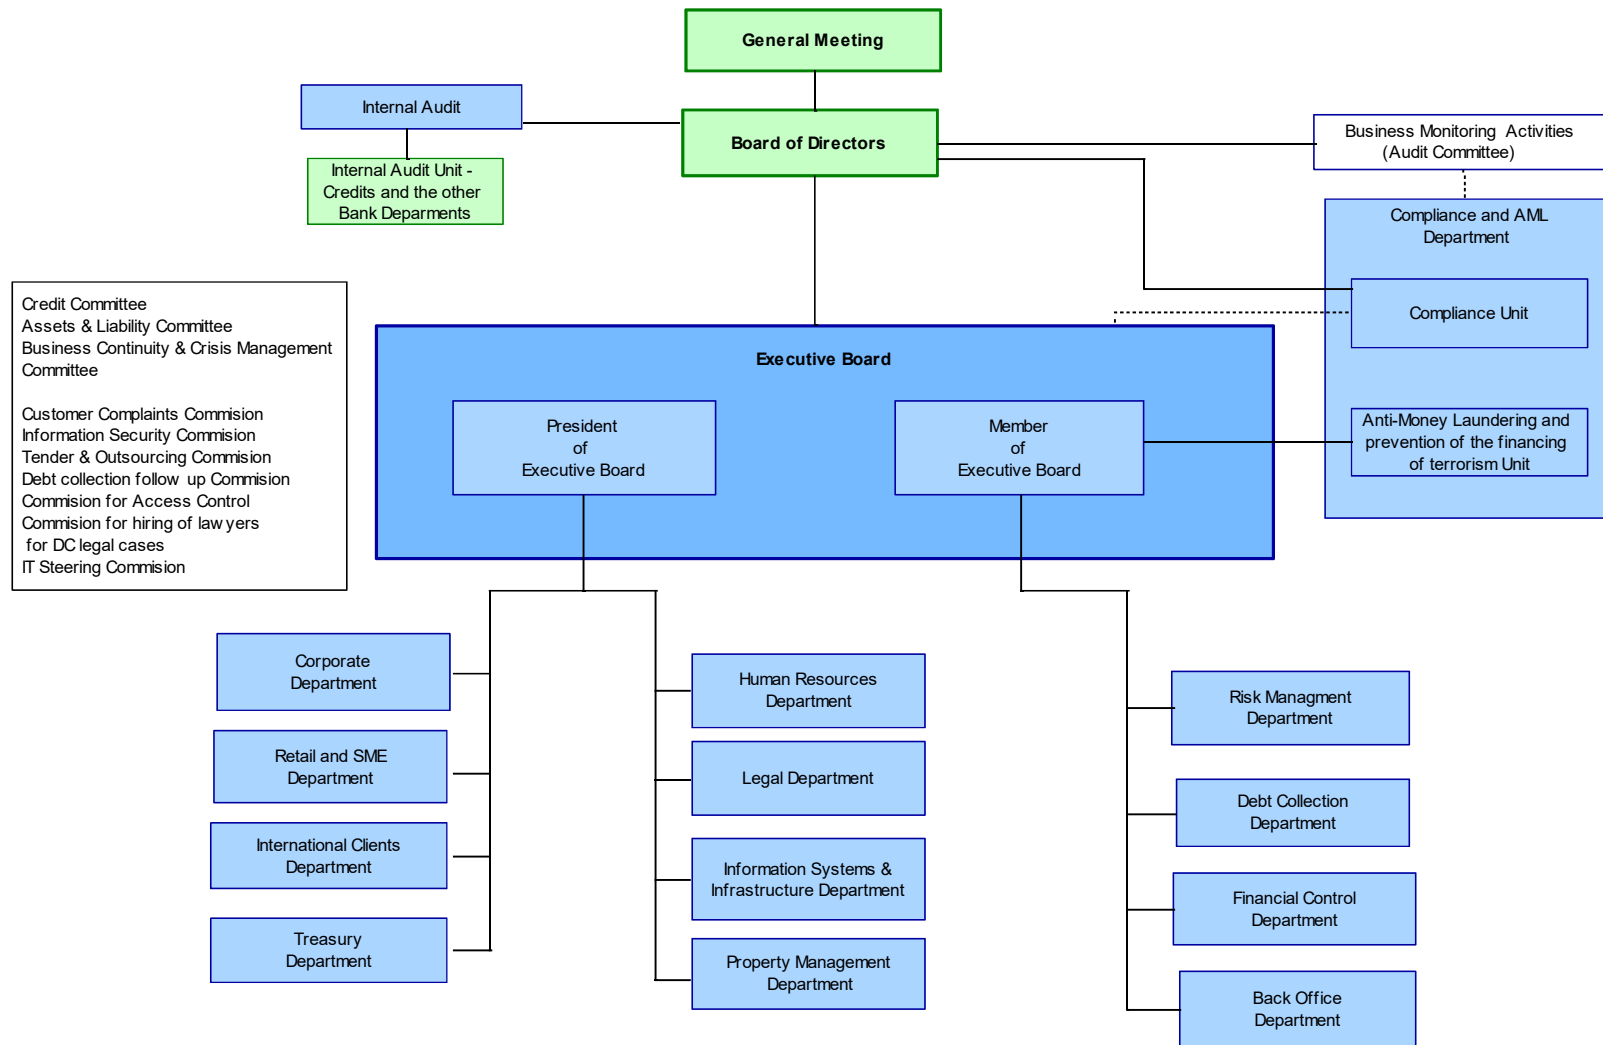 General Meeting
Internal Audit
Board of Directors
Business Monitoring Activities
(Audit Committee)
Internal Audit Unit -
Credits and the other
Bank Deparments
Compliance and AML
Department
Compliance Unit
Credit Committee
Assets & Liability Committee
Business Continuity & Crisis Management
Committee
Customer Complaints Commision
Information Security Commision
Tender & Outsourcing Commision
Debt collection follow up Commision
Commision for Access Control
Commision for hiring of lawyers
for DC legal cases
IT Steering Commision
Executive Board
President
of
Executive Board
Member
of
Executive Board
Anti-Money Laundering and
prevention of the financing
of terrorism Unit
Corporate
Department
Retail and SME
Department
International Clients
Department
Treasury
Department
Human Resources
Department
Legal Department
Information Systems &
Infrastructure Department
Property Management
Department
Risk Managment
Department
Debt Collection
Department
Financial Control
Department
Back Office
Department